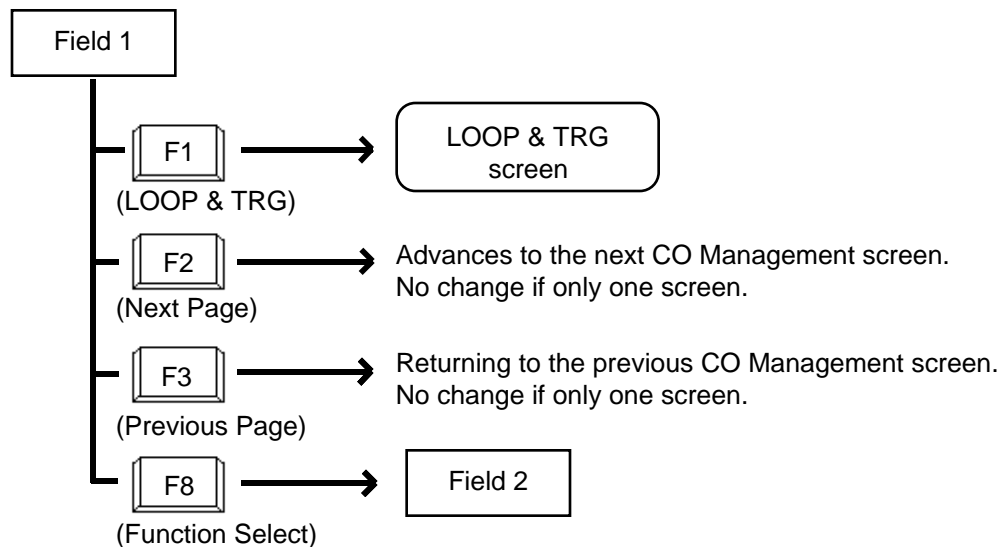 Field 1
F1
LOOP & TRG
screen
(LOOP & TRG)
F2
Advances to the next CO Management screen.
No change if only one screen.
(Next Page)
F3
Returning to the previous CO Management screen.
No change if only one screen.
(Previous Page)
F8
Field 2
(Function Select)